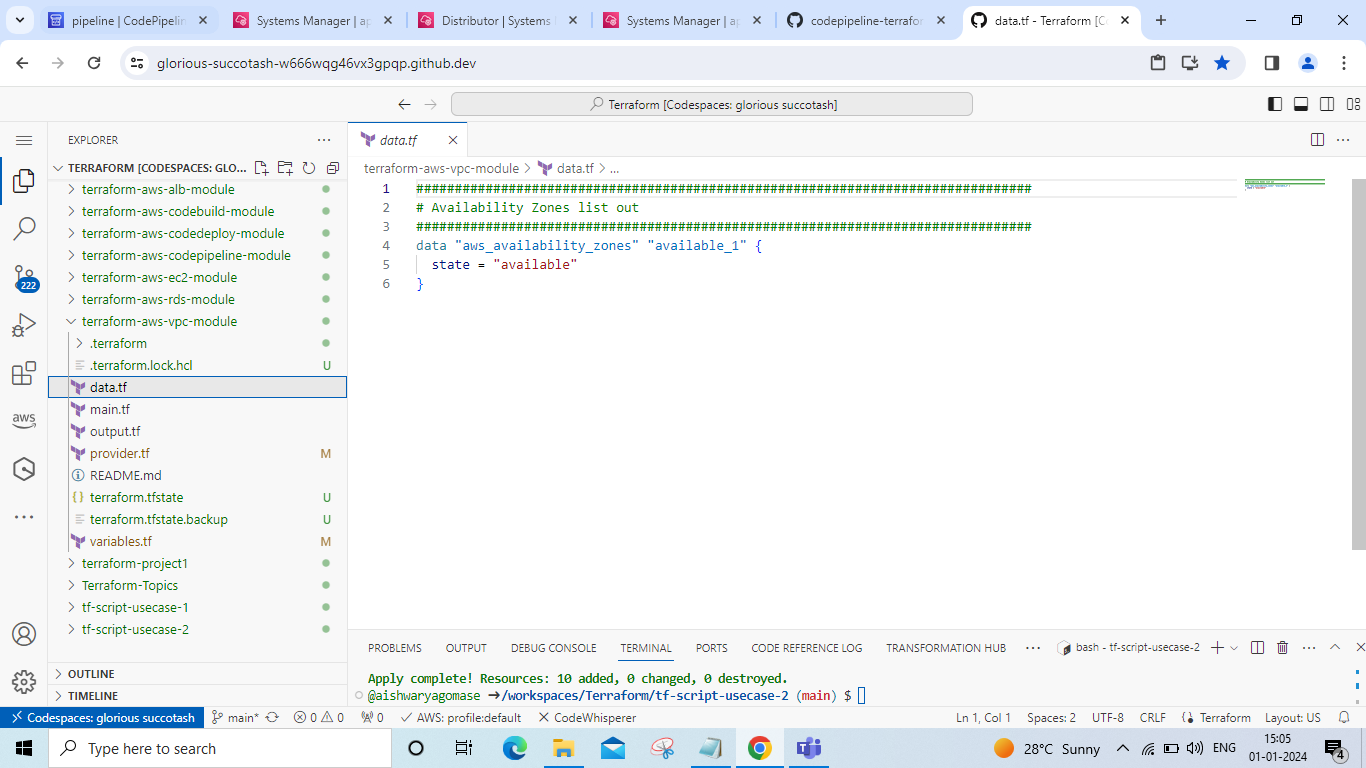 pipeline | CodePipelin
Systems Manager | ap
Distributor | Systems
Systems Manager | ap
codepipeline-terrafor
data.tf - Terraform [C
glorious-succotash-w666wqg46vx3gpqp.github.dev
Terraform [Codespaces: glorious succotash]
EXPLORER
TERRAFORM [CODESPACES: GLO...
terraform-aws-alb-module
terraform-aws-codebuild-module
terraform-aws-codedeploy-module
terraform-aws-codepipeline-module
terraform-aws-ec2-module
terraform-aws-rds-module
terraform-aws-vpc-module
.terraform
.terraform.lock.hcl U
data.tf
main.tf
output.tf
provider.tf M
README.md
terraform.tfstate U
terraform.tfstate.backup U
variables.tf M
terraform-project1
Terraform-Topics
tf-script-usecase-1
tf-script-usecase-2
OUTLINE
TIMELINE
222
aws
data.tf
terraform-aws-vpc-module > data.tf > ...
1 ################################################################################
2 # Availability Zones list out
3 ################################################################################
4 data "aws_availability_zones" "available_1" {
5 state = "available"
6 }
PROBLEMS OUTPUT DEBUG CONSOLE TERMINAL PORTS CODE REFERENCE LOG TRANSFORMATION HUB ... bash - tf-script-usecase-2
Apply complete! Resources: 10 added, 0 changed, 0 destroyed.
@aishwaryagomase ➜/workspaces/Terraform/tf-script-usecase-2 (main) $
Codespaces: glorious succotash main* 0 0 0 AWS: profile:default CodeWhisperer Ln 1, Col 1 Spaces: 2 UTF-8 CRLF Terraform Layout: US
Type here to search
28°C Sunny
ENG
15:05
01-01-2024
4